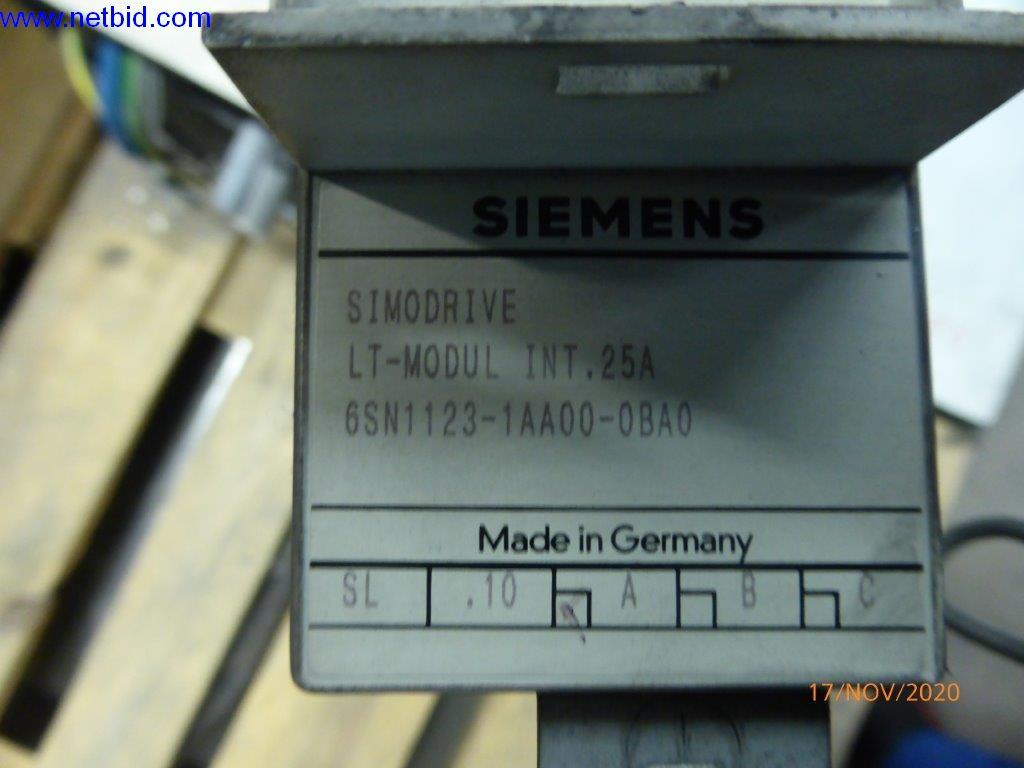 www.netbid.com
SIEMENS
SIMODRIVE
LT-MODUL INT.25A
6SN1123-1AA00-0BA0
Made in Germany
SL .10 A B C
17/NOV/2020